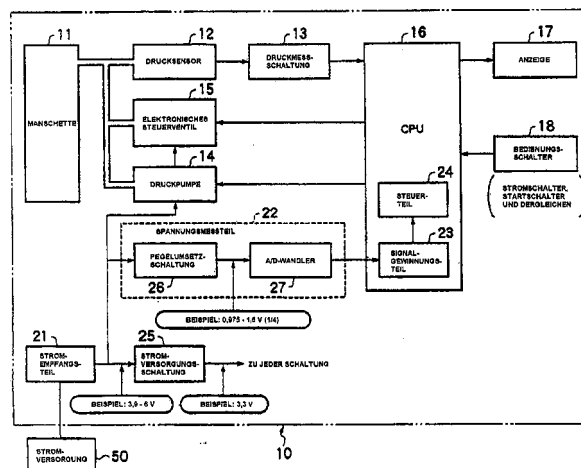 11
12
13
16
17
MANSCHETTE
DRUCKSENSOR
DRUCKMESS-
SCHALTUNG
ANZEIGE
15
ELEKTRONISCHES
STEUERVENTIL
CPU
18
BEDIENUNGS-
SCHALTER
14
DRUCKPUMPE
24
STEUER-
TEIL
(STROMSCHALTER,
STARTSCHALTER
UND DERGLEICHEN)
22
SPANNUNGSMESSTEIL
23
PEGELUMSETZ-
SCHALTUNG
A/D-WANDLER
SIGNAL-
GEWINNUNGS-
TEIL
26
27
BEISPIEL: 0,975 - 1,5 V (1/4)
21
25
STROM-
EMPFANGS-
TEIL
STROM-
VERSORGUNGS-
SCHALTUNG
ZU JEDER SCHALTUNG
BEISPIEL: 3,9 - 6 V
BEISPIEL: 3,3 V
STROM-
VERSORGUNG
50
10